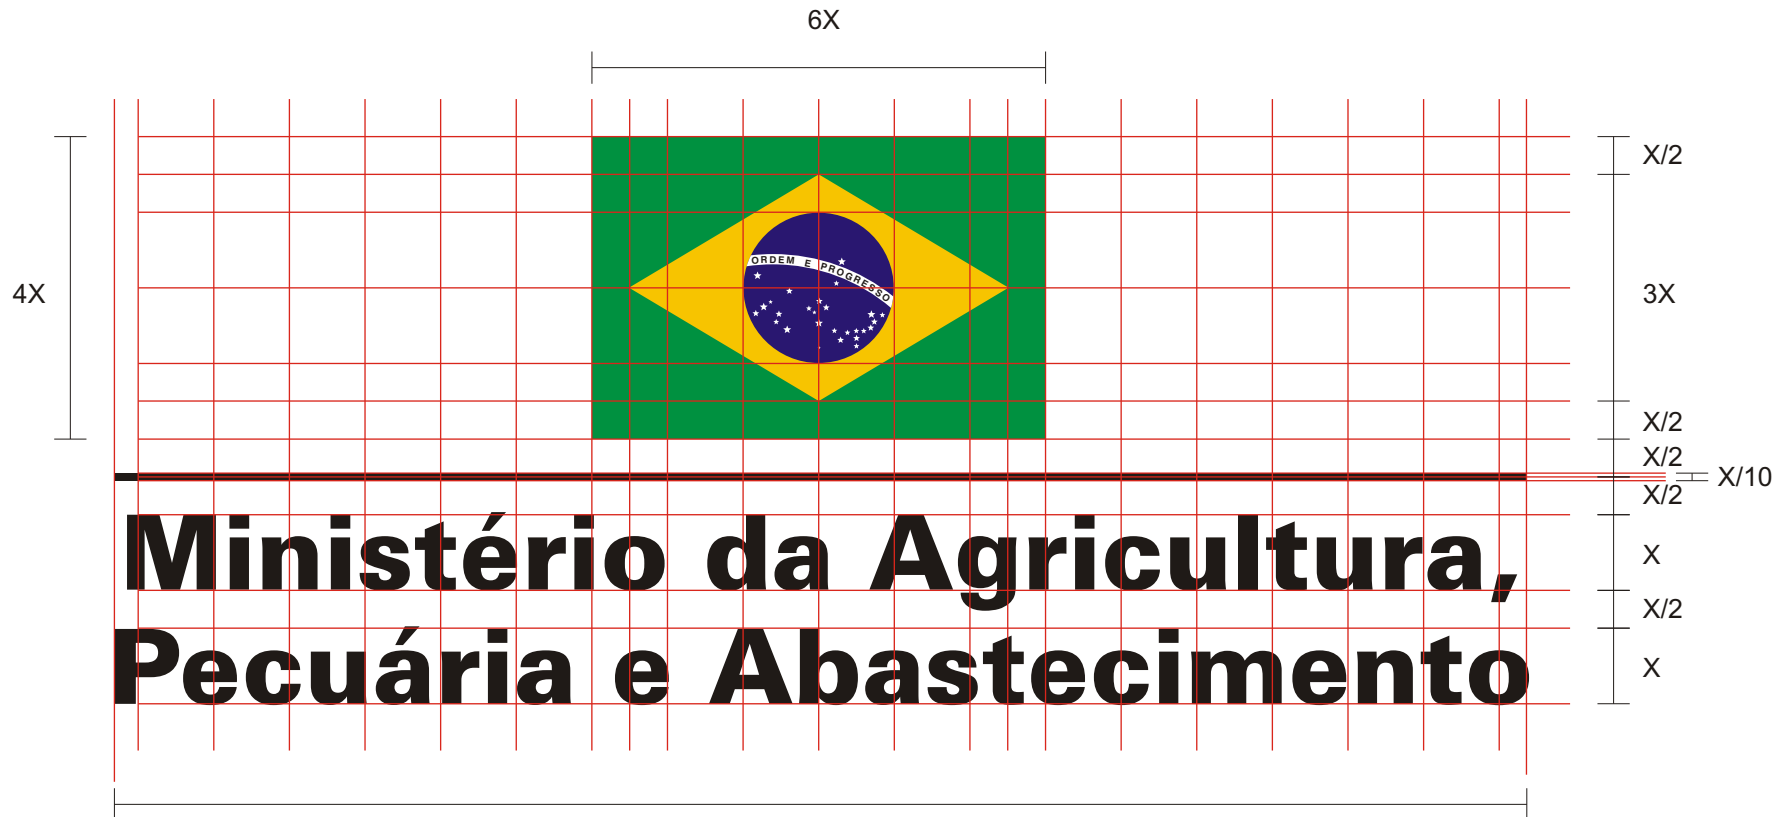 6X
X/2
ORDEM E PROGRESSO
4X
3X
X/2
X/2
X/10
X/2
Ministério da Agricultura,
X
X/2
Pecuária e Abastecimento
X